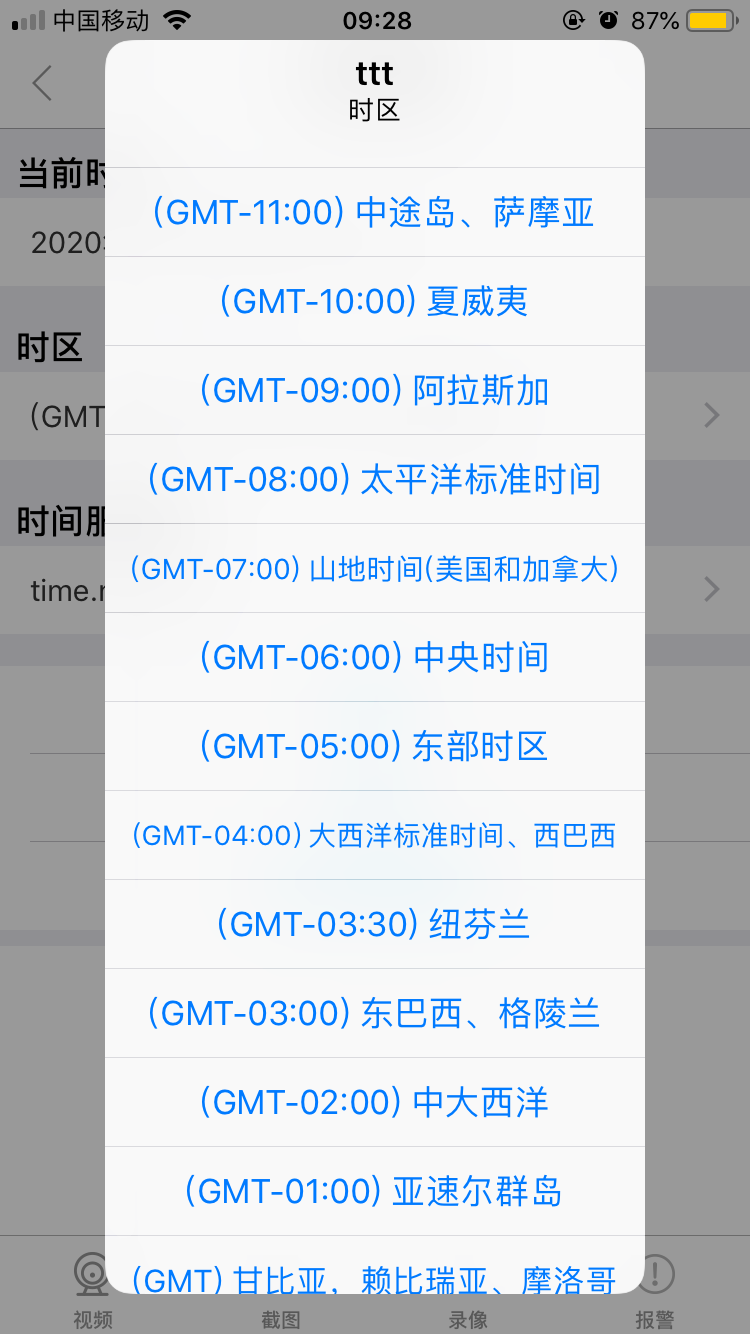 中国移动 09:28 87%
ttt
时区
当前时
2020
时区
(GMT
时间服
time.
(GMT-11:00) 中途岛、萨摩亚
(GMT-10:00) 夏威夷
(GMT-09:00) 阿拉斯加
(GMT-08:00) 太平洋标准时间
(GMT-07:00) 山地时间(美国和加拿大)
(GMT-06:00) 中央时间
(GMT-05:00) 东部时区
(GMT-04:00) 大西洋标准时间、西巴西
(GMT-03:30) 纽芬兰
(GMT-03:00) 东巴西、格陵兰
(GMT-02:00) 中大西洋
(GMT-01:00) 亚速尔群岛
(GMT) 甘比亚，赖比瑞亚、摩洛哥
视频 截图 录像 报警